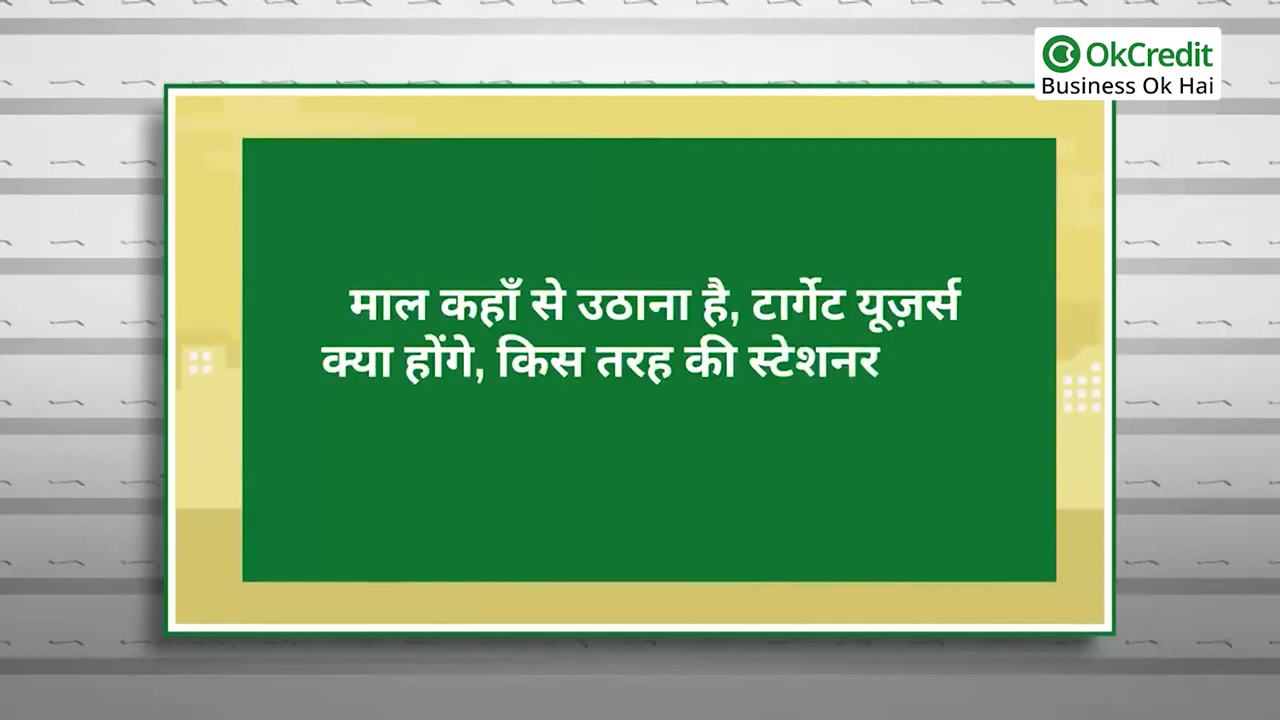 OkCredit
Business Ok Hai
माल कहाँ से उठाना है, टार्गेट यूज़र्स
क्या होंगे, किस तरह की स्टेशनर